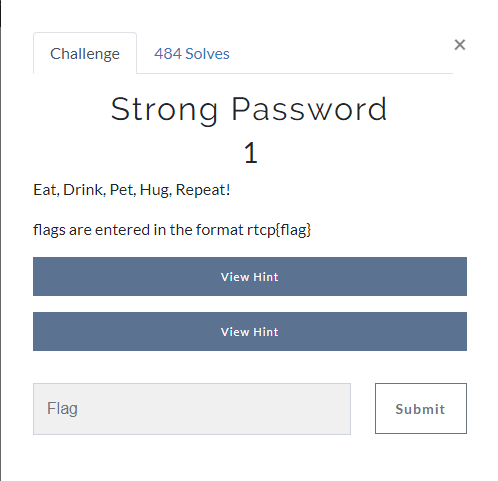 Challenge
484 Solves
×
Strong Password
1
Eat, Drink, Pet, Hug, Repeat!
flags are entered in the format rtcp{flag}
View Hint
View Hint
Flag
Submit